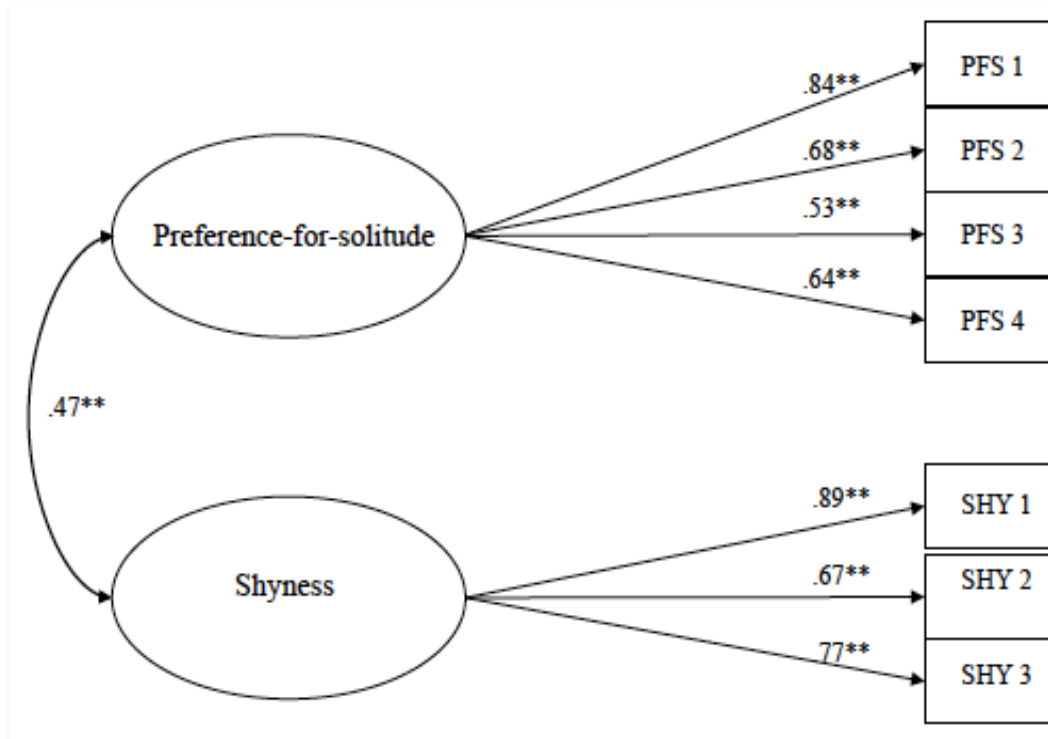 PFS 1
.84**
PFS 2
.68**
.53**
PFS 3
Preference-for-solitude
.64**
PFS 4
.47**
SHY 1
.89**
.67**
SHY 2
Shyness
.77**
SHY 3